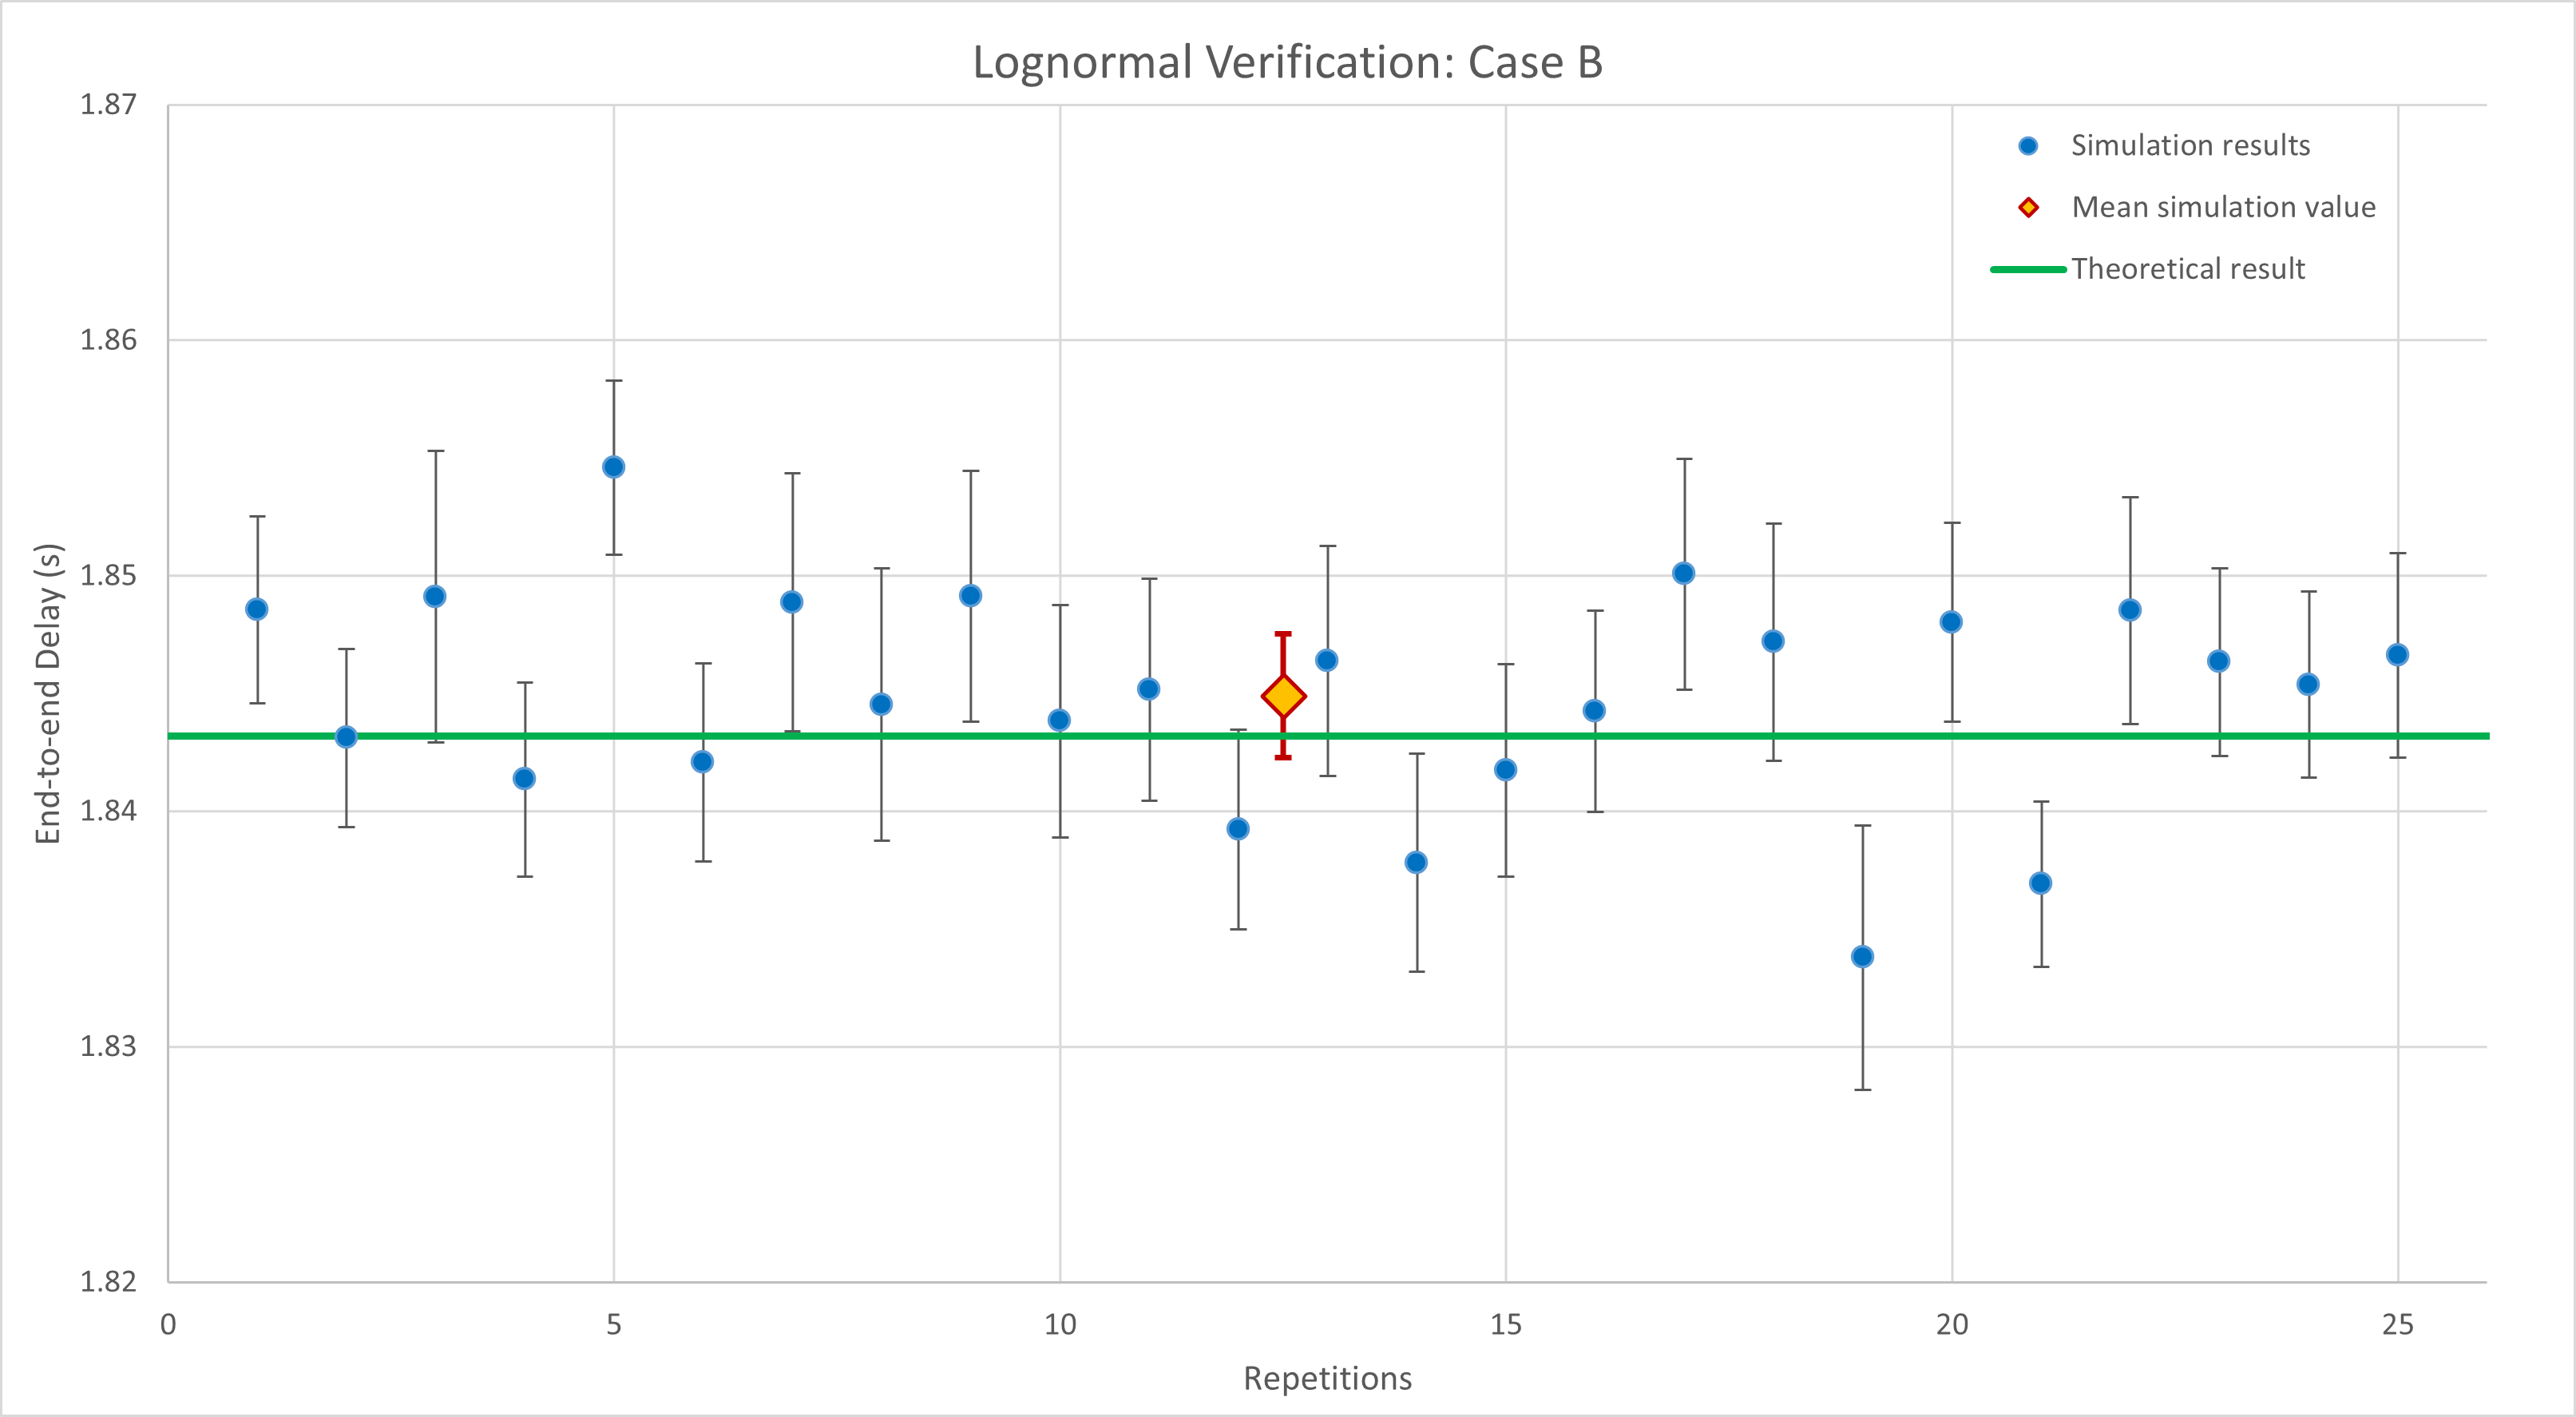 Lognormal Verification: Case B
1.87
1.86
1.85
1.84
1.83
1.82
End-to-end Delay (s)
Simulation results
Mean simulation value
Theoretical result
0 5 10 15 20 25
Repetitions